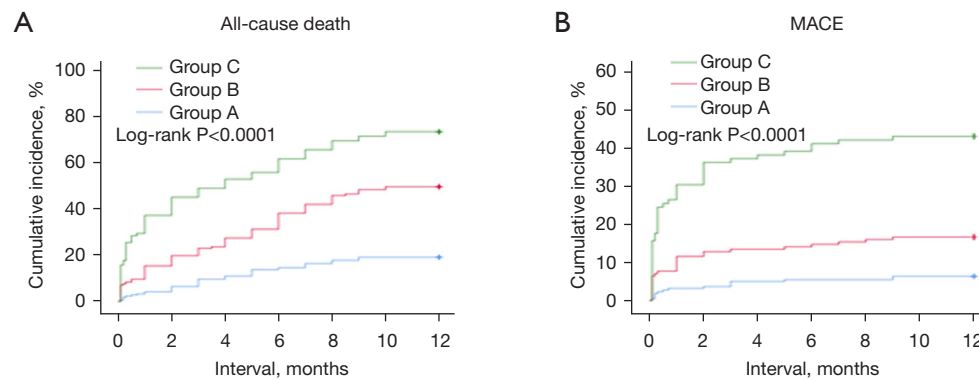 A
All-cause death
Cumulative incidence, %
100
80
60
40
20
0
Group C
Group B
Group A
Log-rank P<0.0001
0 2 4 6 8 10 12
Interval, months
B
MACE
Cumulative incidence, %
60
50
40
30
20
10
0
Group C
Group B
Group A
Log-rank P<0.0001
0 2 4 6 8 10 12
Interval, months